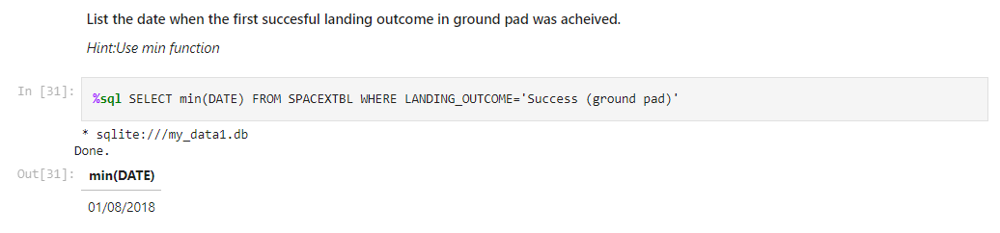 List the date when the first succesful landing outcome in ground pad was acheived.
Hint:Use min function
In [31]: %sql SELECT min(DATE) FROM SPACEXTBL WHERE LANDING_OUTCOME='Success (ground pad)'
* sqlite:///my_data1.db
Done.
Out[31]: min(DATE)
01/08/2018